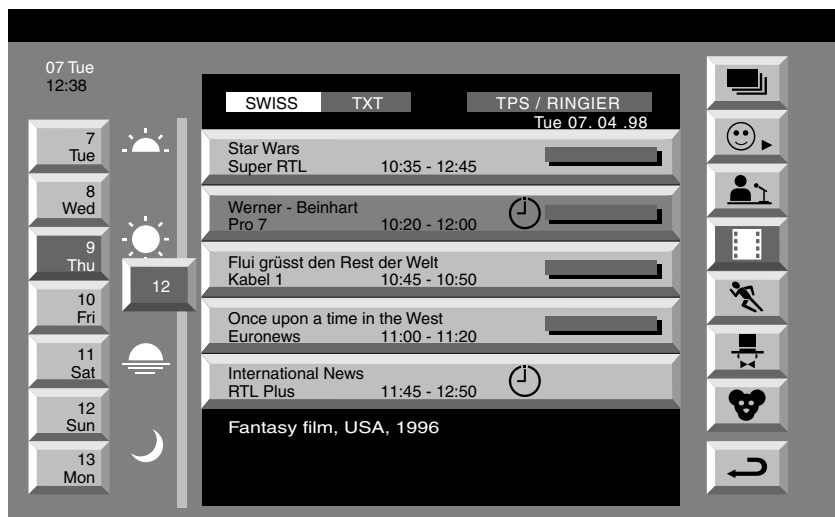 07 Tue
12:38
7
Tue
8
Wed
9
Thu
10
Fri
11
Sat
12
Sun
13
Mon
12
SWISS TXT TPS / RINGIER
Tue 07. 04 .98
Star Wars
Super RTL 10:35 - 12:45
Werner - Beinhart
Pro 7 10:20 - 12:00
Flui grüsst den Rest der Welt
Kabel 1 10:45 - 10:50
Once upon a time in the West
Euronews 11:00 - 11:20
International News
RTL Plus 11:45 - 12:50
Fantasy film, USA, 1996